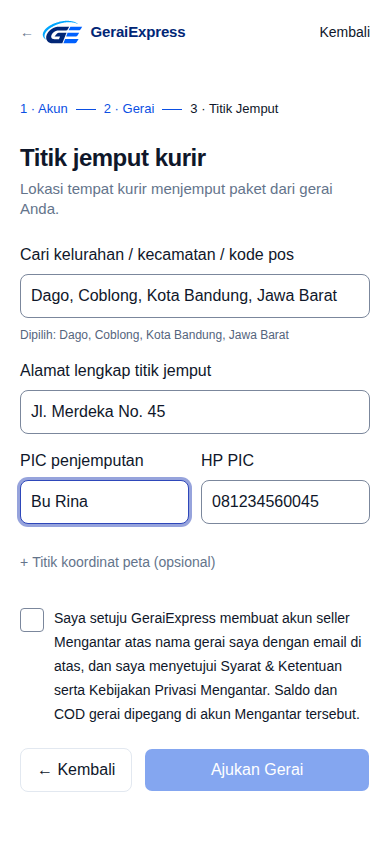 ← GE GeraiExpress Kembali
1 · Akun 2 · Gerai 3 · Titik Jemput
Titik jemput kurir
Lokasi tempat kurir menjemput paket dari gerai
Anda.
Cari kelurahan / kecamatan / kode pos
Dago, Coblong, Kota Bandung, Jawa Barat
Dipilih: Dago, Coblong, Kota Bandung, Jawa Barat
Alamat lengkap titik jemput
Jl. Merdeka No. 45
PIC penjemputan HP PIC
Bu Rina 081234560045
+ Titik koordinat peta (opsional)
Saya setuju GeraiExpress membuat akun seller
Mengantar atas nama gerai saya dengan email di
atas, dan saya menyetujui Syarat & Ketentuan
serta Kebijakan Privasi Mengantar. Saldo dan
COD gerai dipegang di akun Mengantar tersebut.
← Kembali Ajukan Gerai